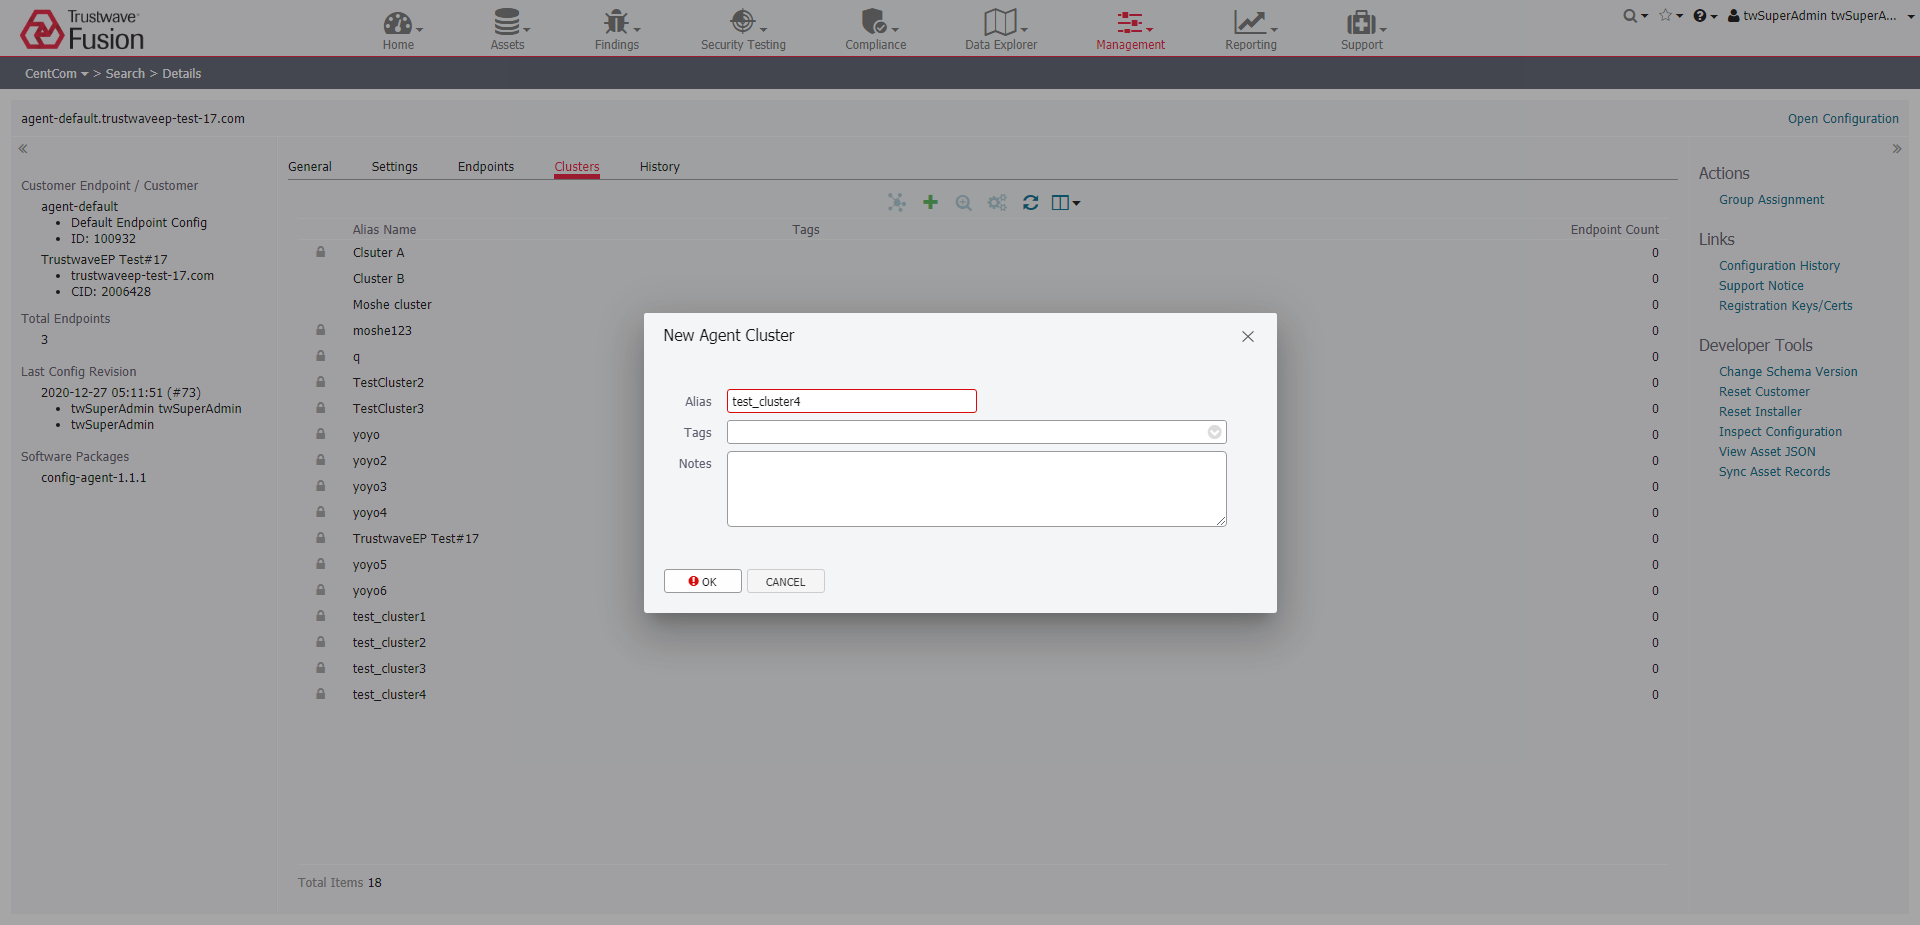 Trustwave®
Fusion
Home
Assets
Findings
Security Testing
Compliance
Data Explorer
Management
Reporting
Support
twSuperAdmin twSuperA...
CentCom > Search > Details
agent-default.trustwaveep-test-17.com
Open Configuration
Customer Endpoint / Customer
agent-default
• Default Endpoint Config
• ID: 100932
TrustwaveEP Test#17
• trustwaveep-test-17.com
• CID: 2006428
Total Endpoints
3
Last Config Revision
2020-12-27 05:11:51 (#73)
• twSuperAdmin twSuperAdmin
• twSuperAdmin
Software Packages
config-agent-1.1.1
General Settings Endpoints Clusters History
Alias Name Tags Endpoint Count
Clsuter A 0
Cluster B 0
Moshe cluster 0
moshe123 0
q 0
TestCluster2 0
TestCluster3 0
yoyo 0
yoyo2 0
yoyo3 0
yoyo4 0
TrustwaveEP Test#17 0
yoyo5 0
yoyo6 0
test_cluster1 0
test_cluster2 0
test_cluster3 0
test_cluster4 0
Total Items 18
New Agent Cluster
Alias test_cluster4
Tags
Notes
OK
CANCEL
Actions
Group Assignment
Links
Configuration History
Support Notice
Registration Keys/Certs
Developer Tools
Change Schema Version
Reset Customer
Reset Installer
Inspect Configuration
View Asset JSON
Sync Asset Records